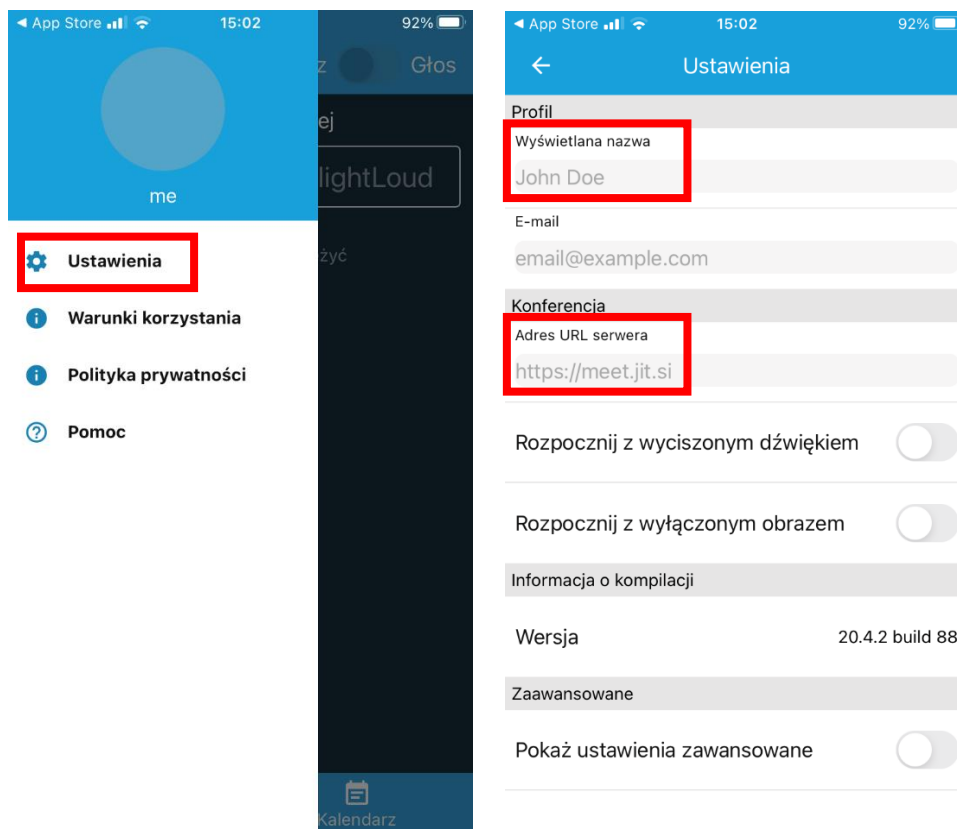 ◀ App Store 15:02 92%
z Głos
ej
lightLoud
żyć
me
Ustawienia
Warunki korzystania
Polityka prywatności
Pomoc
Kalendarz
◀ App Store 15:02 92%
Ustawienia
Profil
Wyświetlana nazwa
John Doe
E-mail
email@example.com
Konferencja
Adres URL serwera
https://meet.jit.si
Rozpocznij z wyciszonym dźwiękiem
Rozpocznij z wyłączonym obrazem
Informacja o kompilacji
Wersja 20.4.2 build 88
Zaawansowane
Pokaż ustawienia zawansowane